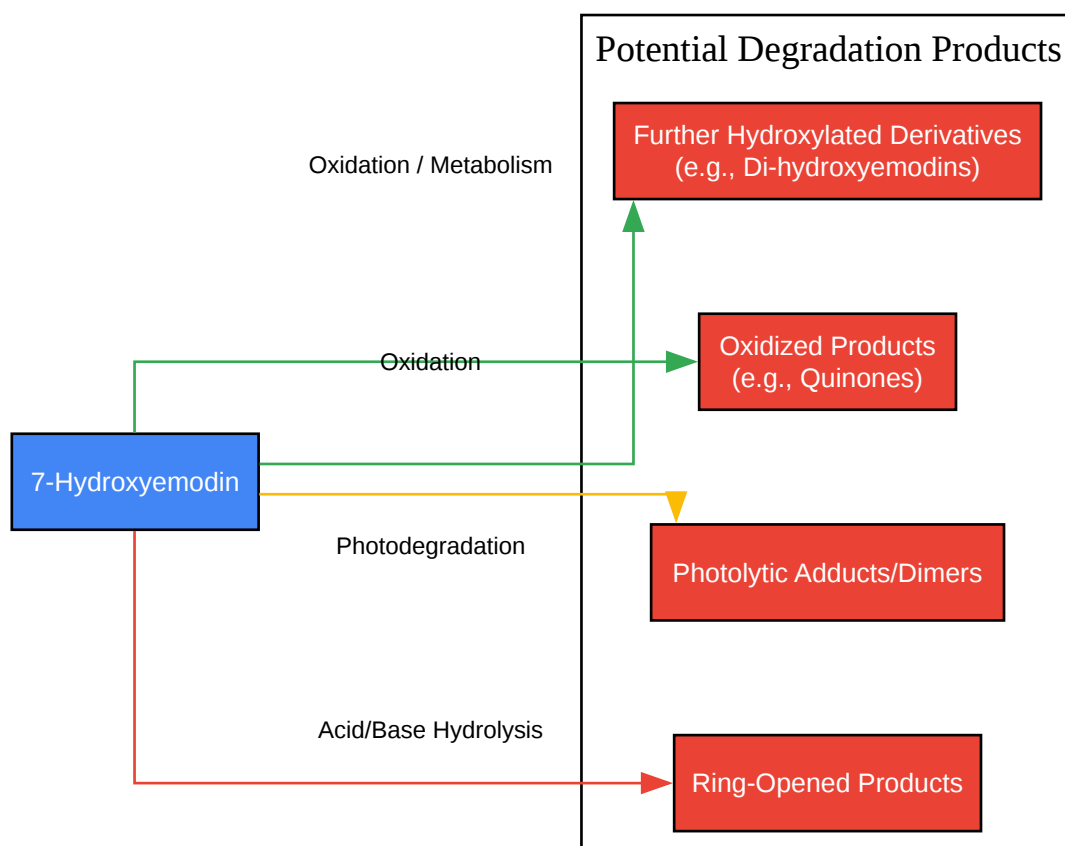 Potential Degradation Products
Oxidation / Metabolism
Further Hydroxylated Derivatives
(e.g., Di-hydroxyemodins)
Oxidation
Oxidized Products
(e.g., Quinones)
7-Hydroxyemodin
Photodegradation
Photolytic Adducts/Dimers
Acid/Base Hydrolysis
Ring-Opened Products